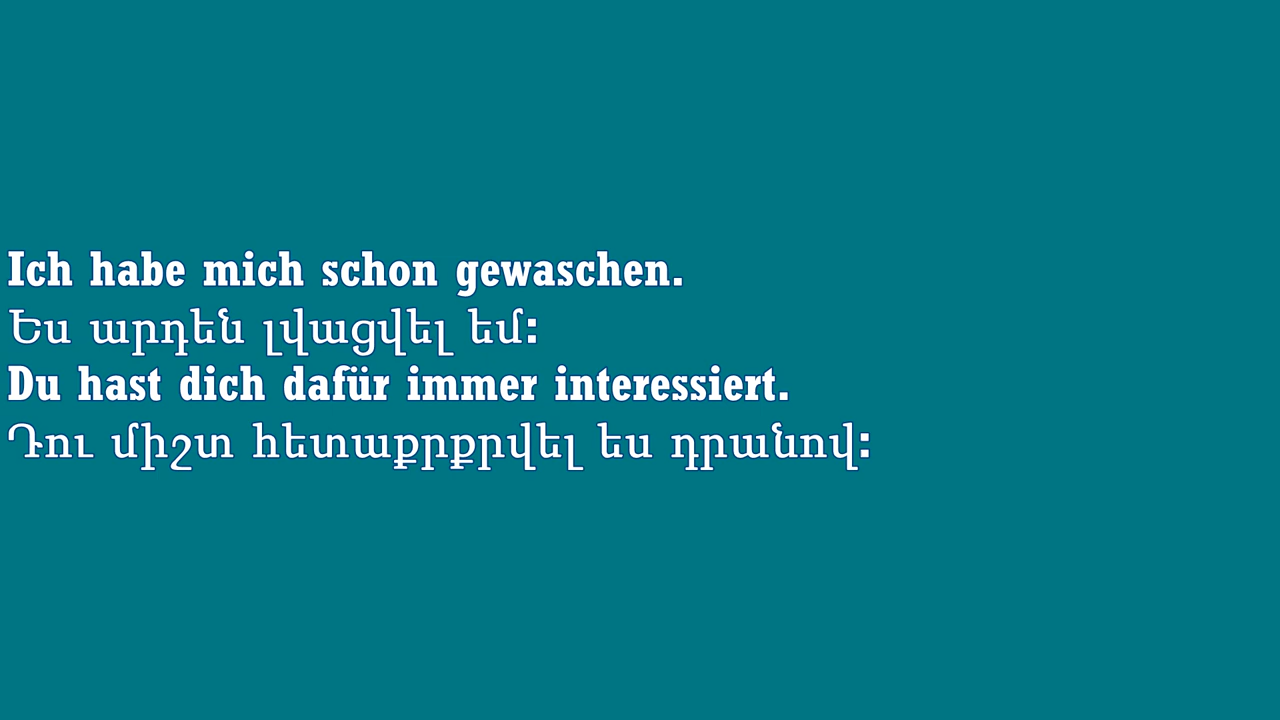 Ich habe mich schon gewaschen.
Ես արդեն լվացվել եմ:
Du hast dich dafür immer interessiert.
Դու միշտ հետաքրքրվել ես դրանով: